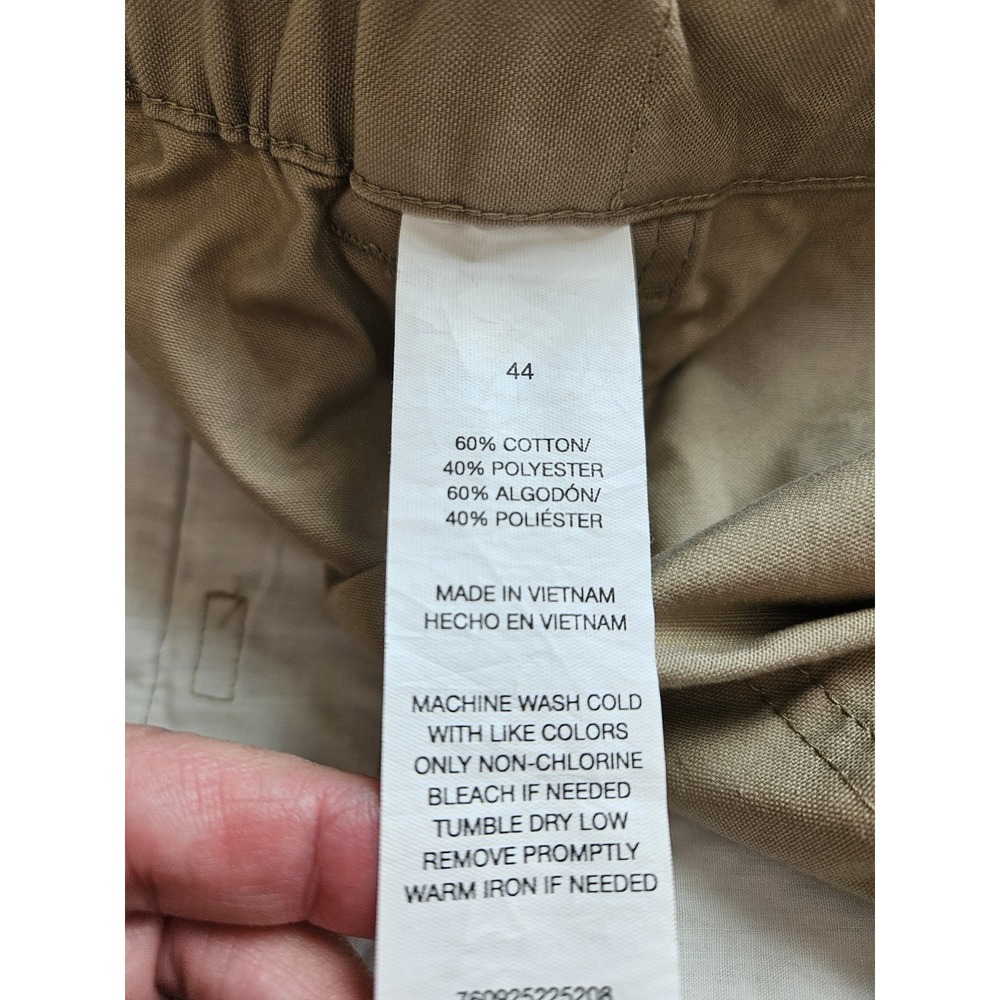 44
60% COTTON/
40% POLYESTER
60% ALGODÓN/
40% POLIÉSTER
MADE IN VIETNAM
HECHO EN VIETNAM
MACHINE WASH COLD
WITH LIKE COLORS
ONLY NON-CHLORINE
BLEACH IF NEEDED
TUMBLE DRY LOW
REMOVE PROMPTLY
WARM IRON IF NEEDED
760925225208